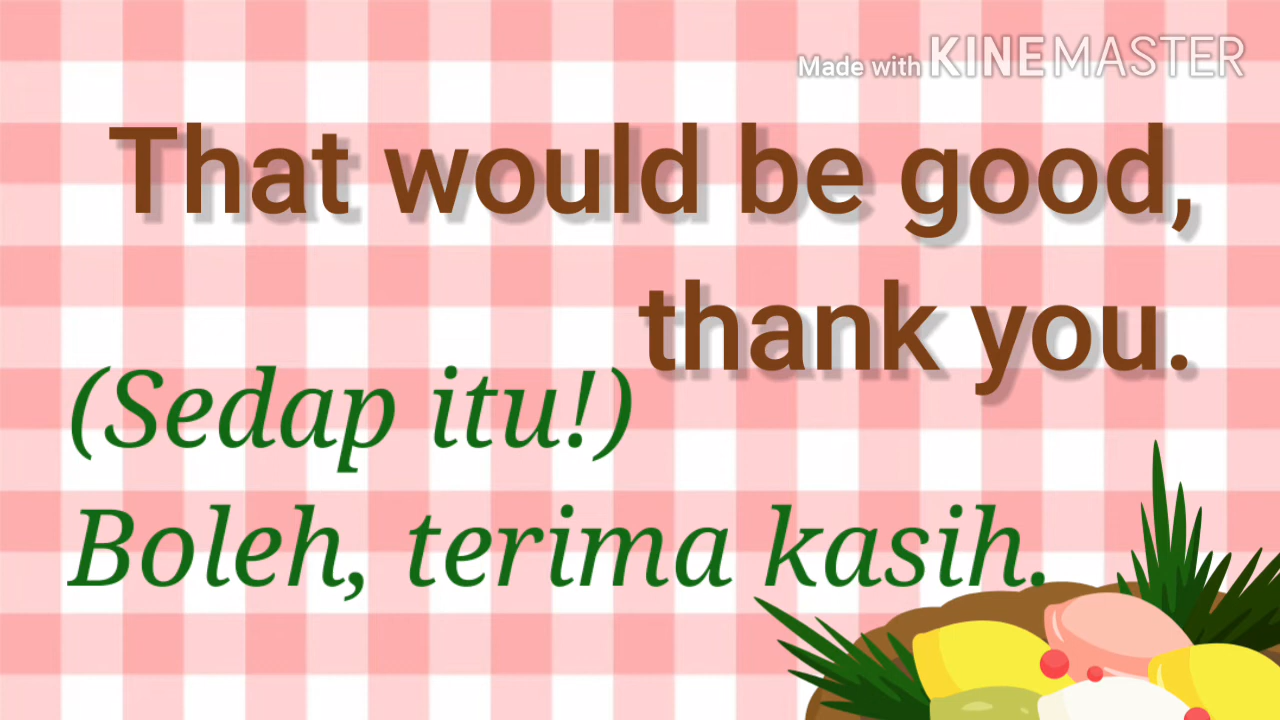 Made with KINEMASTER
That would be good,
thank you.
(Sedap itu!)
Boleh, terima kasih.